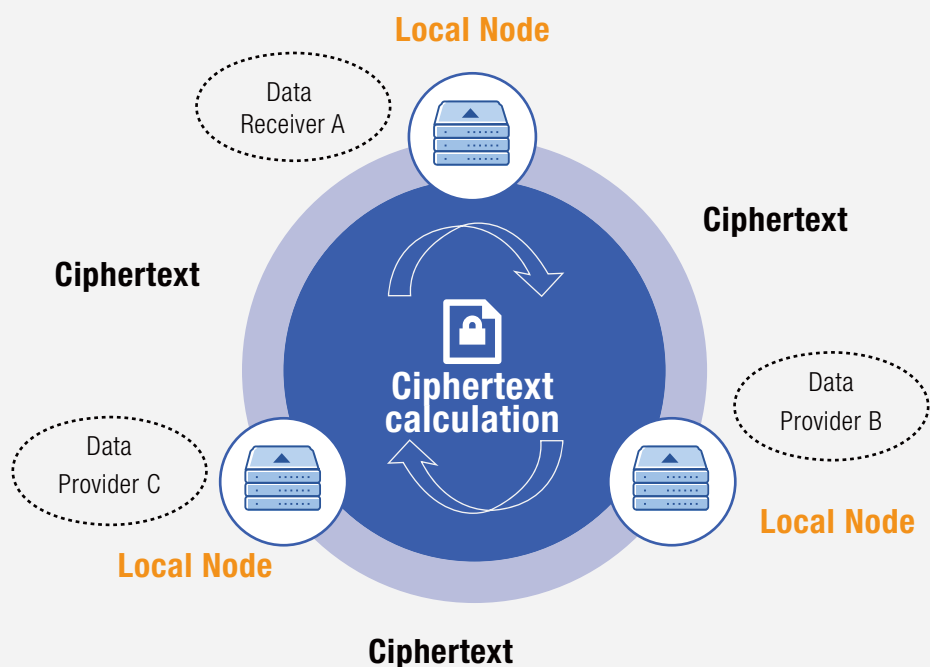 Local Node
Data
Receiver A
Ciphertext
Ciphertext
Ciphertext
calculation
Data
Provider B
Data
Provider C
Local Node
Local Node
Ciphertext